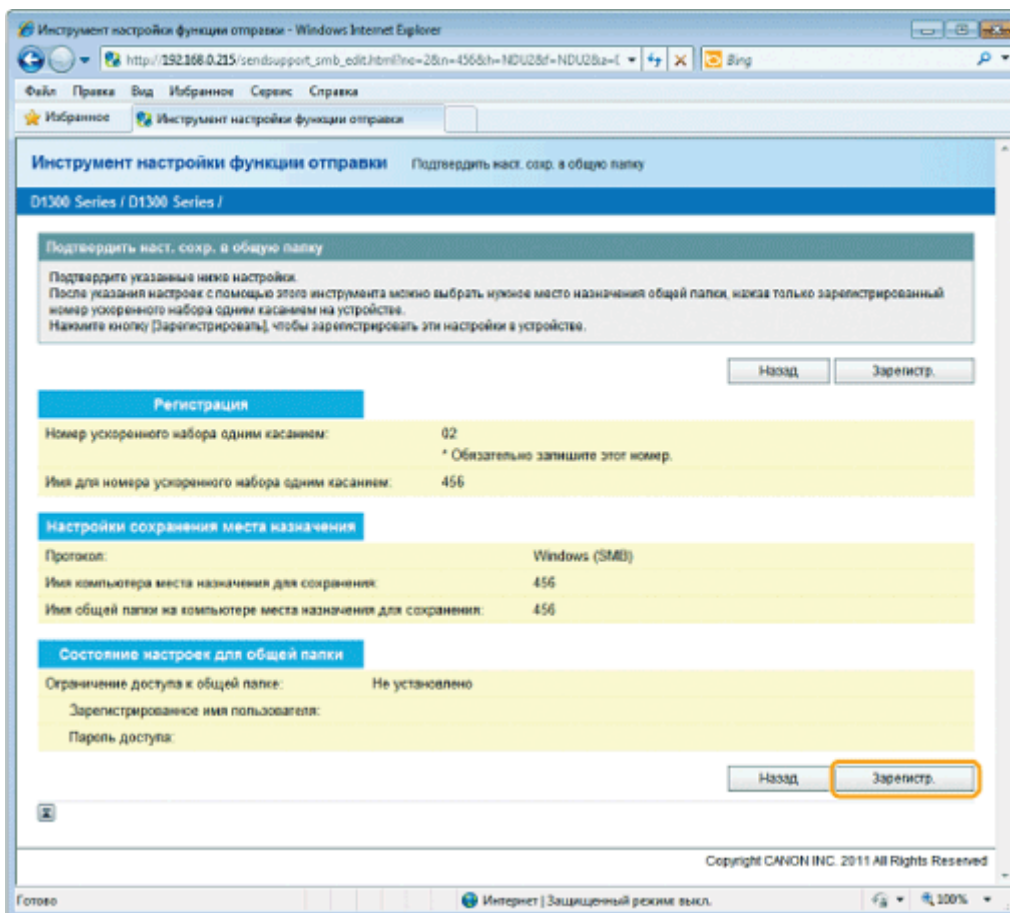 Инструмент настройки функции отправки - Windows Internet Explorer
http://192.168.0.215/sendsupport_smb_edit.html?no=2&n=456&h=NDU2&f=NDU2&a=
Bing
Файл Правка Вид Избранное Сервис Справка
Избранное Инструмент настройки функции отправки
Инструмент настройки функции отправки Подтвердить наст. сохр. в общую папку
D1300 Series / D1300 Series /
Подтвердить наст. сохр. в общую папку
Подтвердите указанные ниже настройки.
После указания настроек с помощью этого инструмента можно выбрать нужное место назначения общей папки, нажав только зарегистрированный
номер ускоренного набора одним касанием на устройстве.
Нажмите кнопку [Зарегистрировать], чтобы зарегистрировать эти настройки в устройстве.
Назад Зарегистр.
Регистрация
Номер ускоренного набора одним касанием: 02
* Обязательно запишите этот номер.
Имя для номера ускоренного набора одним касанием: 456
Настройки сохранения места назначения
Протокол: Windows (SMB)
Имя компьютера места назначения для сохранения: 456
Имя общей папки на компьютере места назначения для сохранения: 456
Состояние настроек для общей папки
Ограничение доступа к общей папке: Не установлено
Зарегистрированное имя пользователя:
Пароль доступа:
Назад Зарегистр.
Copyright CANON INC. 2011 All Rights Reserved
Готово Интернет | Защищенный режим: выкл. 100%